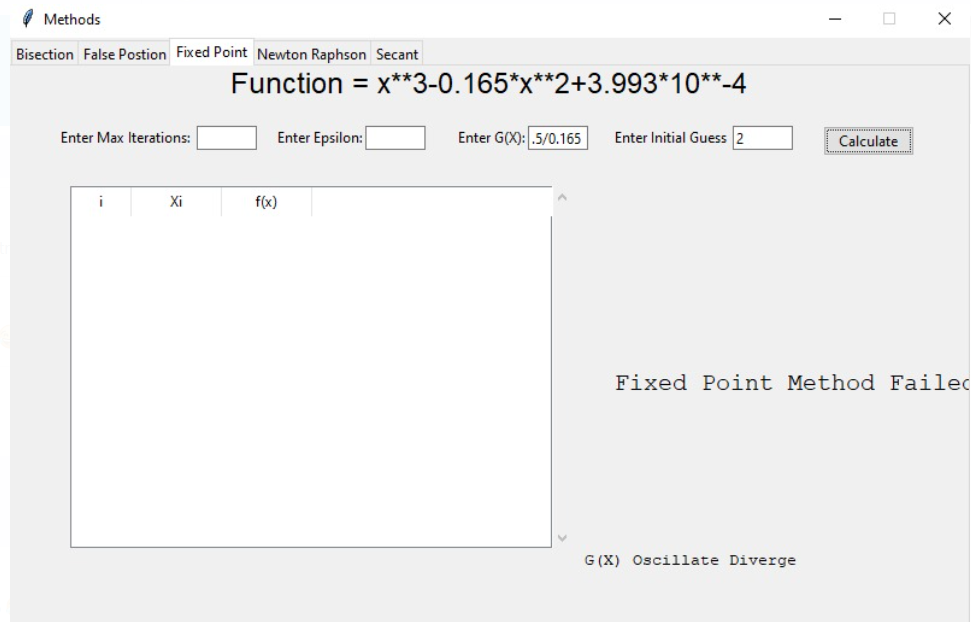 Methods
Bisection False Postion Fixed Point Newton Raphson Secant
Function = x**3-0.165*x**2+3.993*10**-4
Enter Max Iterations: Enter Epsilon: Enter G(X): .5/0.165 Enter Initial Guess 2 Calculate
i Xi f(x)
Fixed Point Method Failed
G(X) Oscillate Diverge